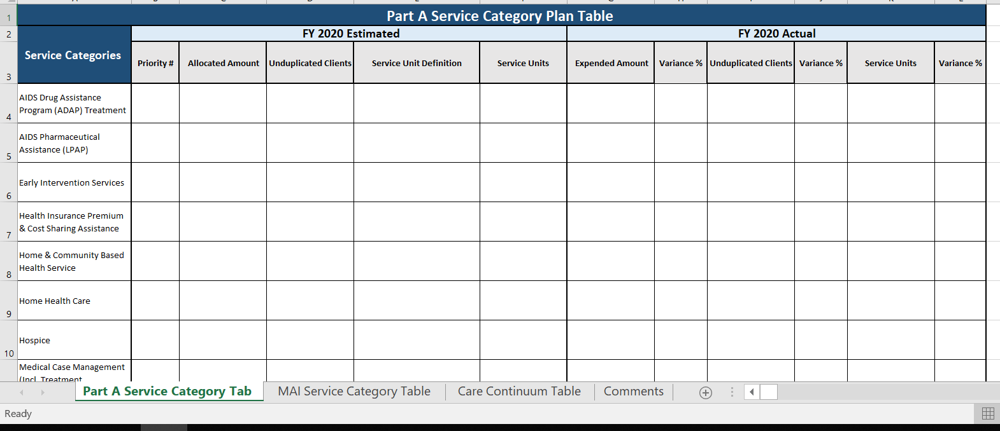 1 Part A Service Category Plan Table
2 FY 2020 Estimated FY 2020 Actual
Service Categories Priority # Allocated Amount Unduplicated Clients Service Unit Definition Service Units Expended Amount Variance % Unduplicated Clients Variance % Service Units Variance %
3
AIDS Drug Assistance
Program (ADAP) Treatment
4
AIDS Pharmaceutical
Assistance (LPAP)
5
Early Intervention Services
6
Health Insurance Premium
& Cost Sharing Assistance
7
Home & Community Based
Health Service
8
Home Health Care
9
Hospice
10
Medical Case Management
(Incl. Treatment
Part A Service Category Tab MAI Service Category Table Care Continuum Table Comments
Ready